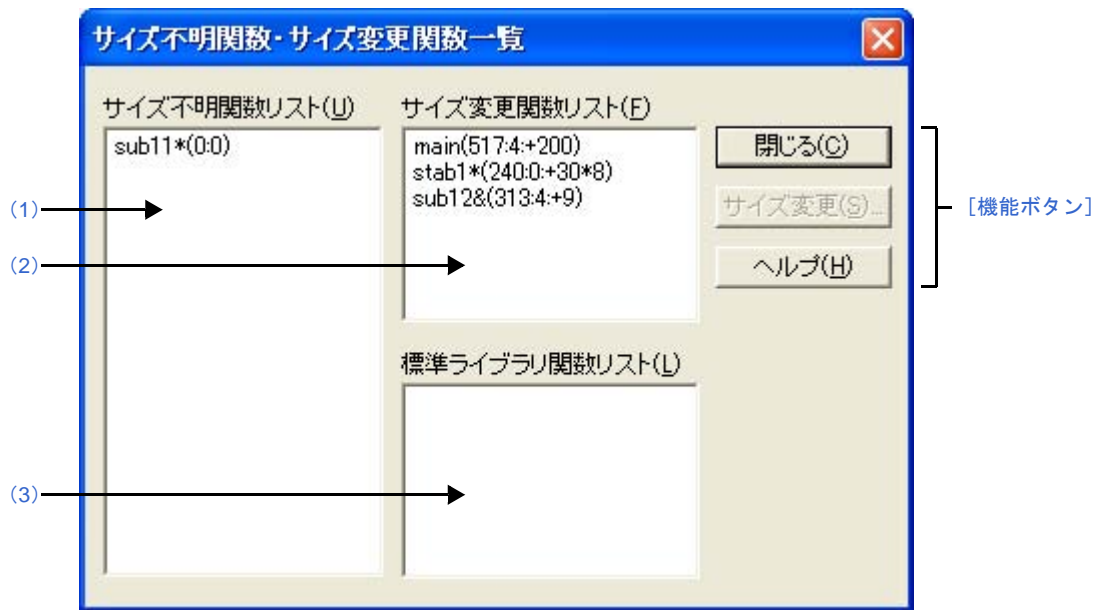 サイズ不明関数・サイズ変更関数一覧
サイズ不明関数リスト(U)
sub11*(0:0)
サイズ変更関数リスト(F)
main(517:4:+200)
stab1*(240:0:+30*8)
sub12&(313:4:+9)
標準ライブラリ関数リスト(L)
閉じる(C)
サイズ変更(S)...
ヘルプ(H)
[機能ボタン]
(1)
(2)
(3)